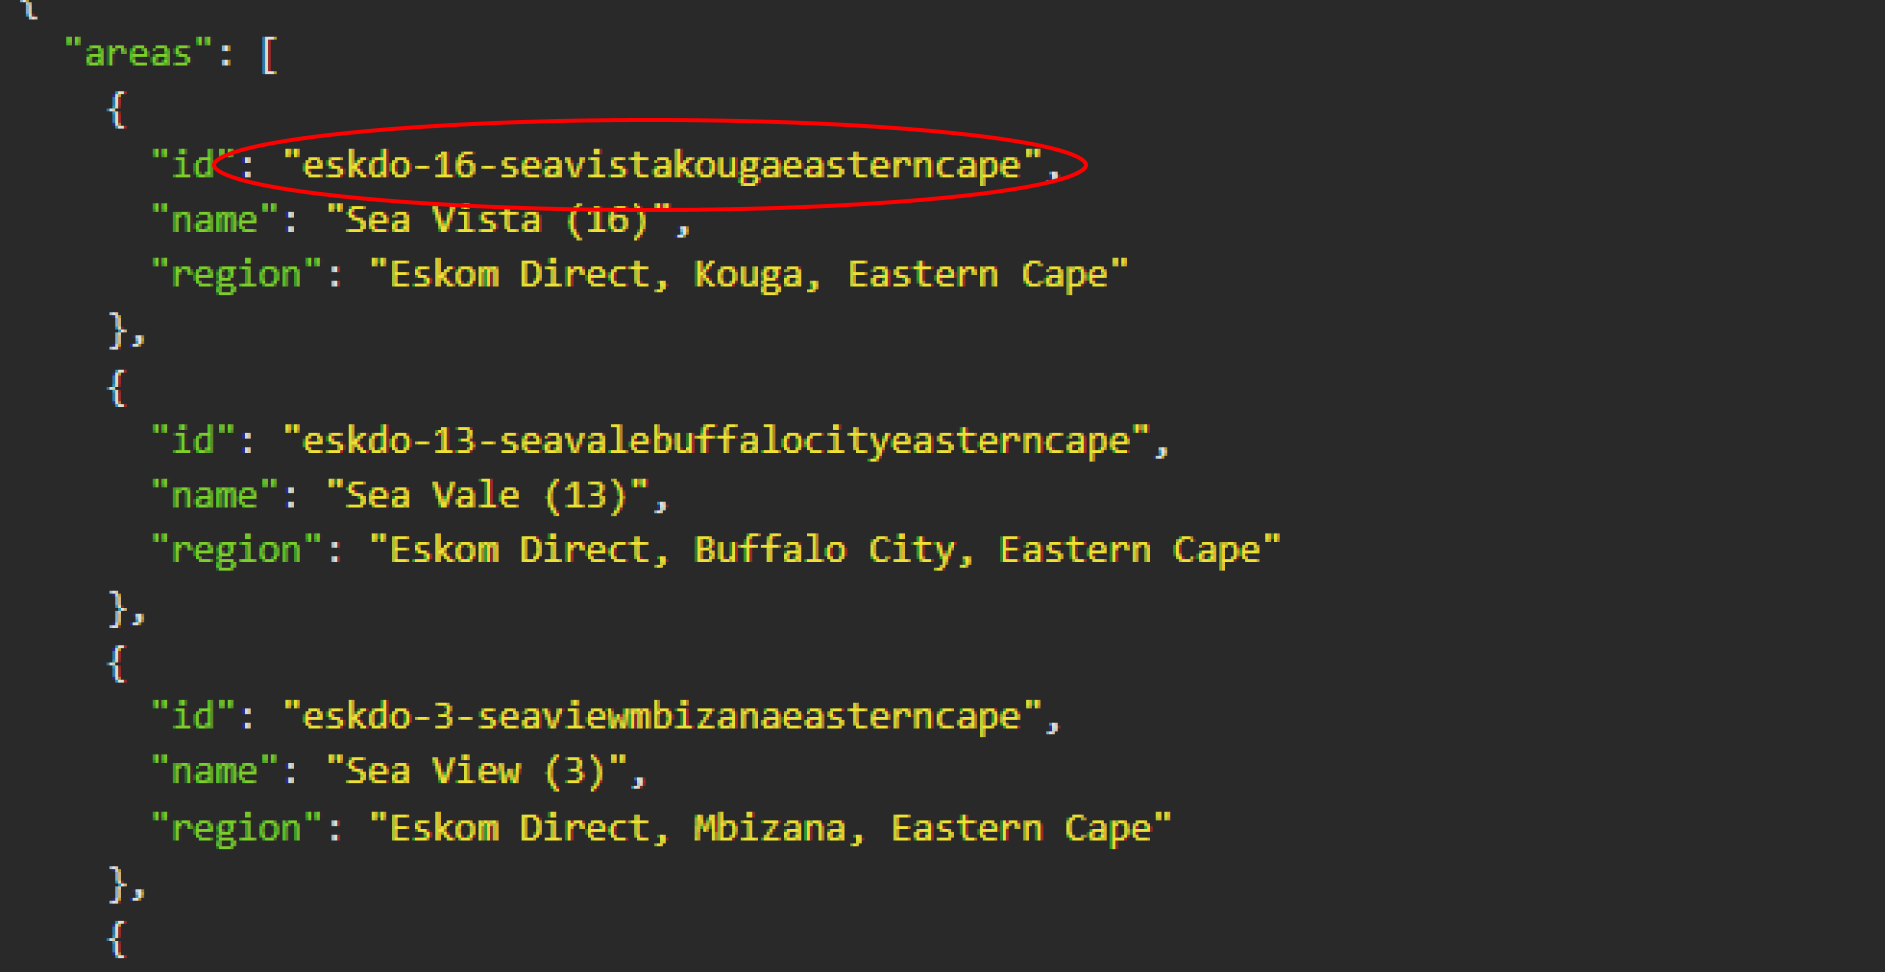 {
"areas": [
{
"id": "eskdo-16-seavistakougaeasterncape",
"name": "Sea Vista (16)",
"region": "Eskom Direct, Kouga, Eastern Cape"
},
{
"id": "eskdo-13-seavalebuffalocityeasterncape",
"name": "Sea Vale (13)",
"region": "Eskom Direct, Buffalo City, Eastern Cape"
},
{
"id": "eskdo-3-seaviewmbizanaeasterncape",
"name": "Sea View (3)",
"region": "Eskom Direct, Mbizana, Eastern Cape"
},
{